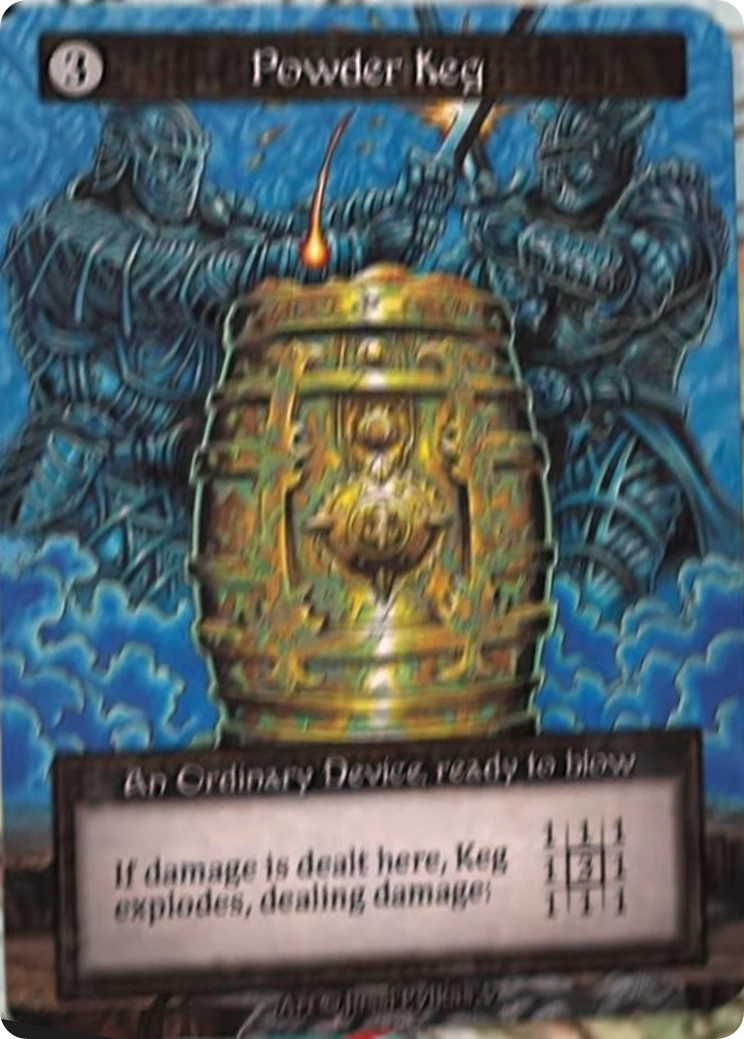 3 Powder Keg
An Ordinary Device, ready to blow
If damage is dealt here, Keg
explodes, dealing damage:
1 1 1
1 3 1
1 1 1